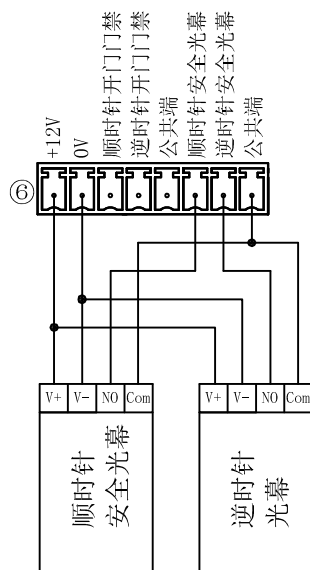 +12V
0V
顺时针开门门禁
逆时针开门门禁
公共端
顺时针安全光幕
逆时针安全光幕
公共端
⑥
V+
V-
NO
Com
V+
V-
NO
Com
顺时针
安全光幕
逆时针
光幕